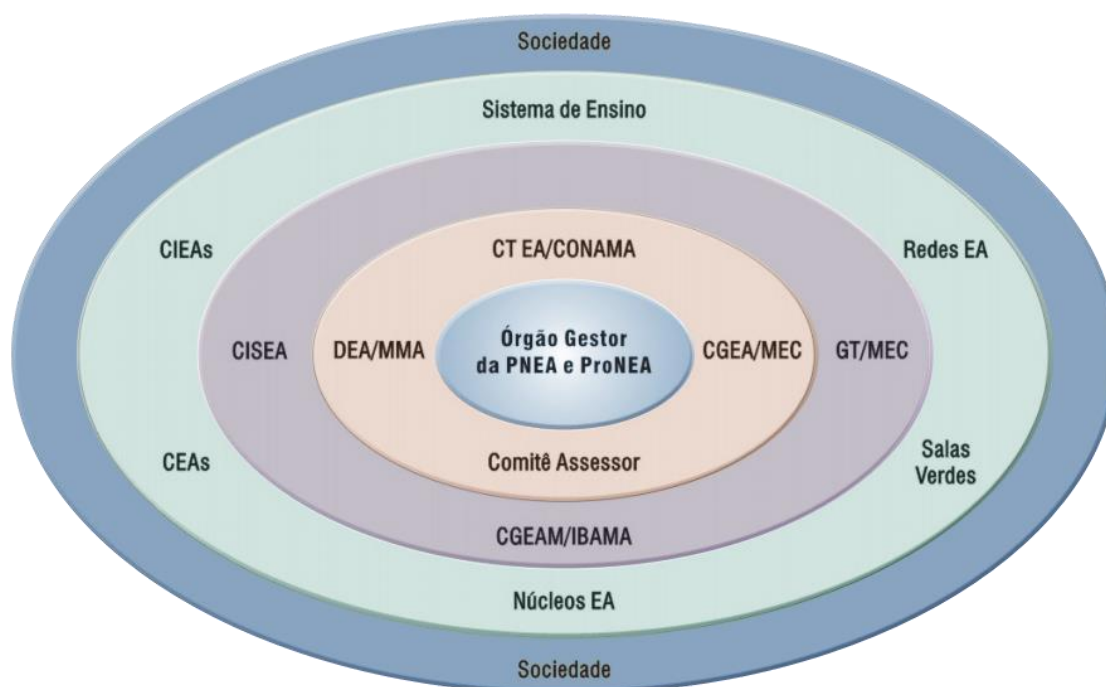 Sociedade
Sistema de Ensino
CIEAs
CT EA/CONAMA
Redes EA
CISEA
DEA/MMA
Órgão Gestor
da PNEA e ProNEA
CGEA/MEC
GT/MEC
CEAs
Comitê Assessor
Salas
Verdes
CGEAM/IBAMA
Núcleos EA
Sociedade